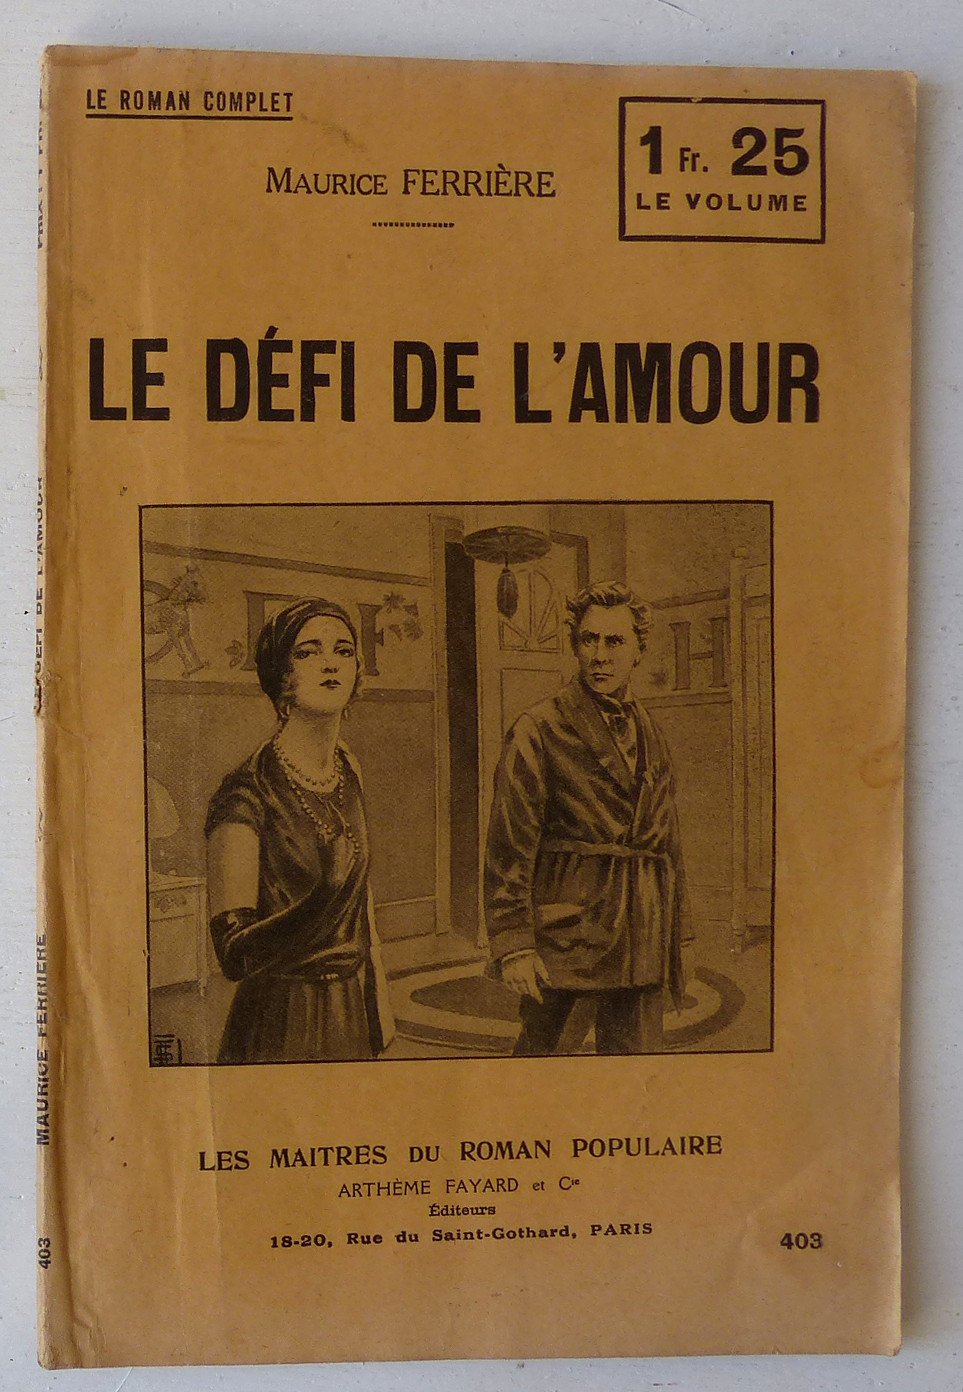 LE ROMAN COMPLET
1 Fr. 25
LE VOLUME
MAURICE FERRIÈRE
LE DÉFI DE L'AMOUR
LES MAITRES DU ROMAN POPULAIRE
ARTHÈME FAYARD et Cie
Éditeurs
18-20, Rue du Saint-Gothard, PARIS
403
MAURICE FERRIÈRE
403